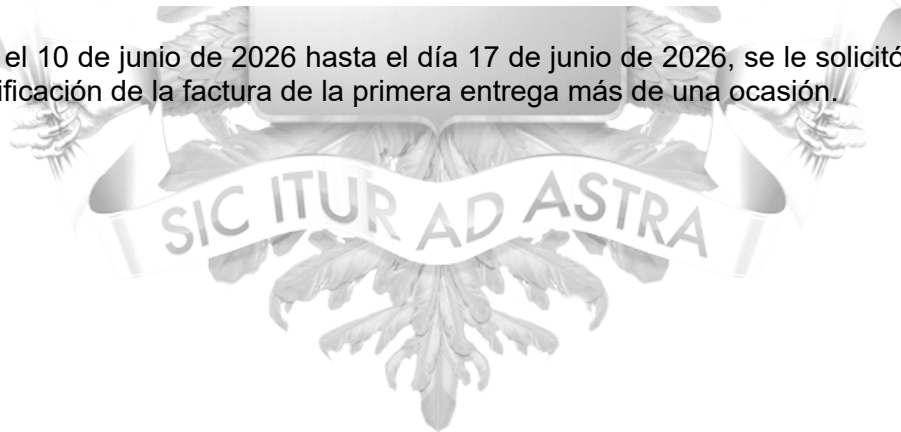 el 10 de junio de 2026 hasta el día 17 de junio de 2026, se le solicitó
ificación de la factura de la primera entrega más de una ocasión.
SIC ITUR AD ASTRA